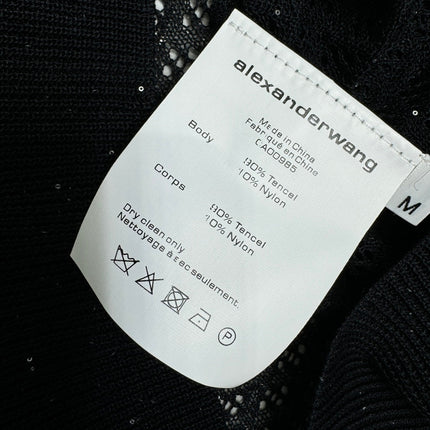 alexanderwang
Made in China
Fabriqué en Chine
CA00985
Body
90% Tencel
10% Nylon
Corps
90% Tencel
10% Nylon
Dry clean only
Nettoyage à sec seulement.
P
M